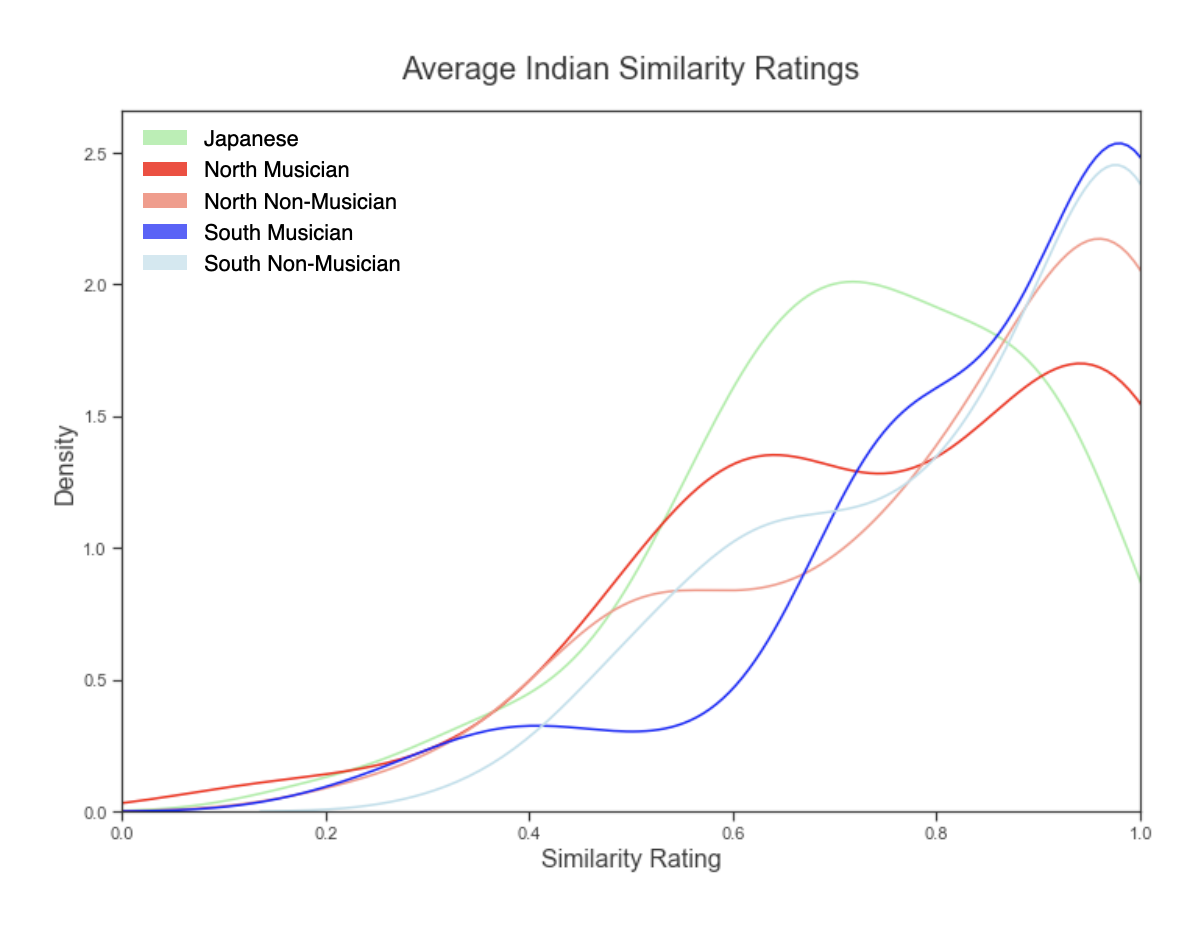 Average Indian Similarity Ratings
Japanese
North Musician
North Non-Musician
South Musician
South Non-Musician
2.5
2.0
1.5
1.0
0.5
0.0
Density
0.0 0.2 0.4 0.6 0.8 1.0
Similarity Rating